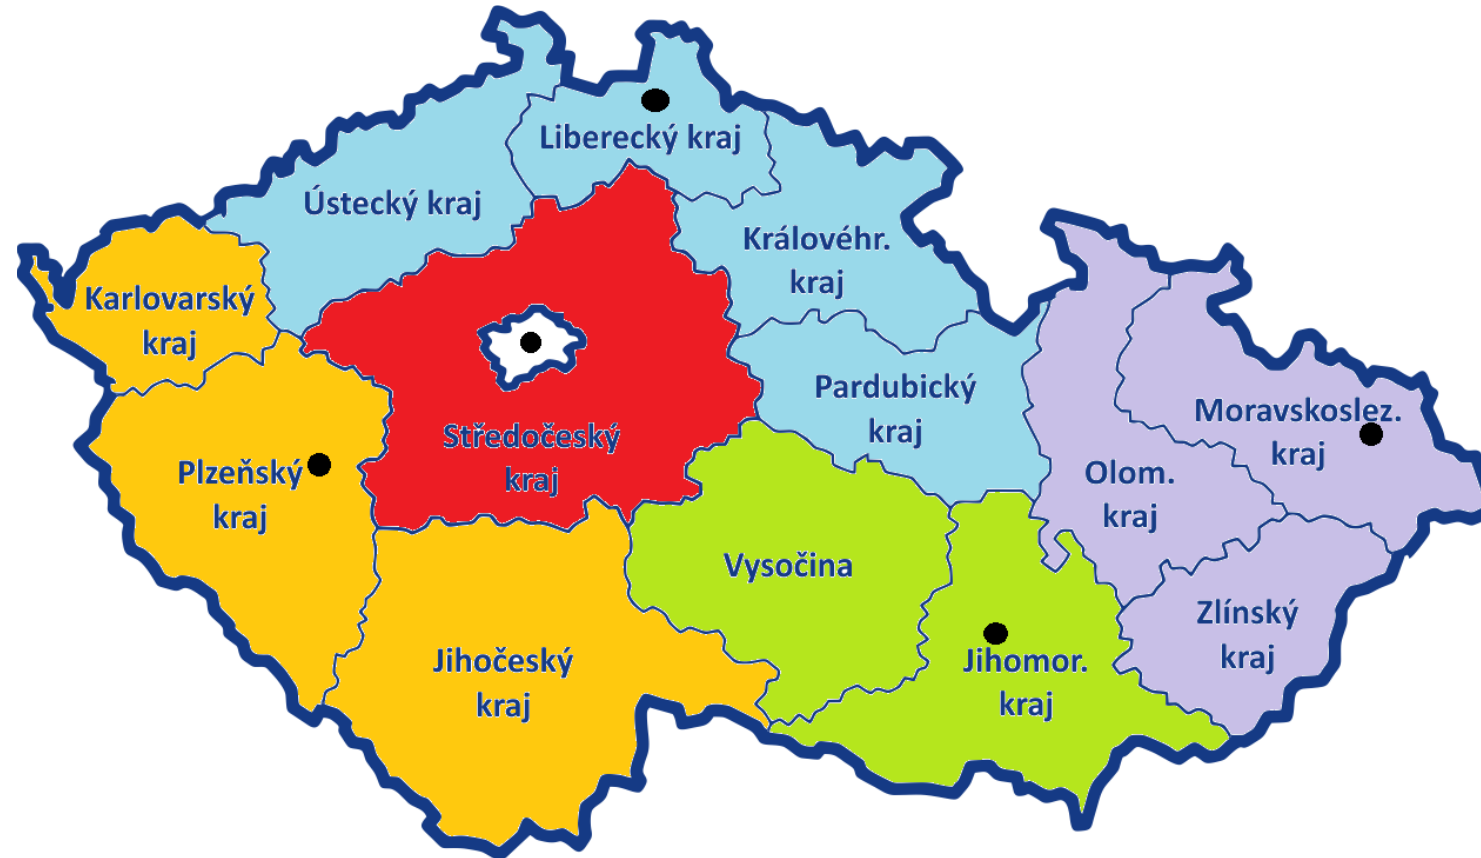 Liberecký kraj
Ústecký kraj
Královéhr.
kraj
Karlovarský
kraj
Pardubický
kraj
Moravskoslez.
kraj
Středočeský
kraj
Plzeňský
kraj
Olom.
kraj
Vysočina
Zlínský
kraj
Jihočeský
kraj
Jihomor.
kraj